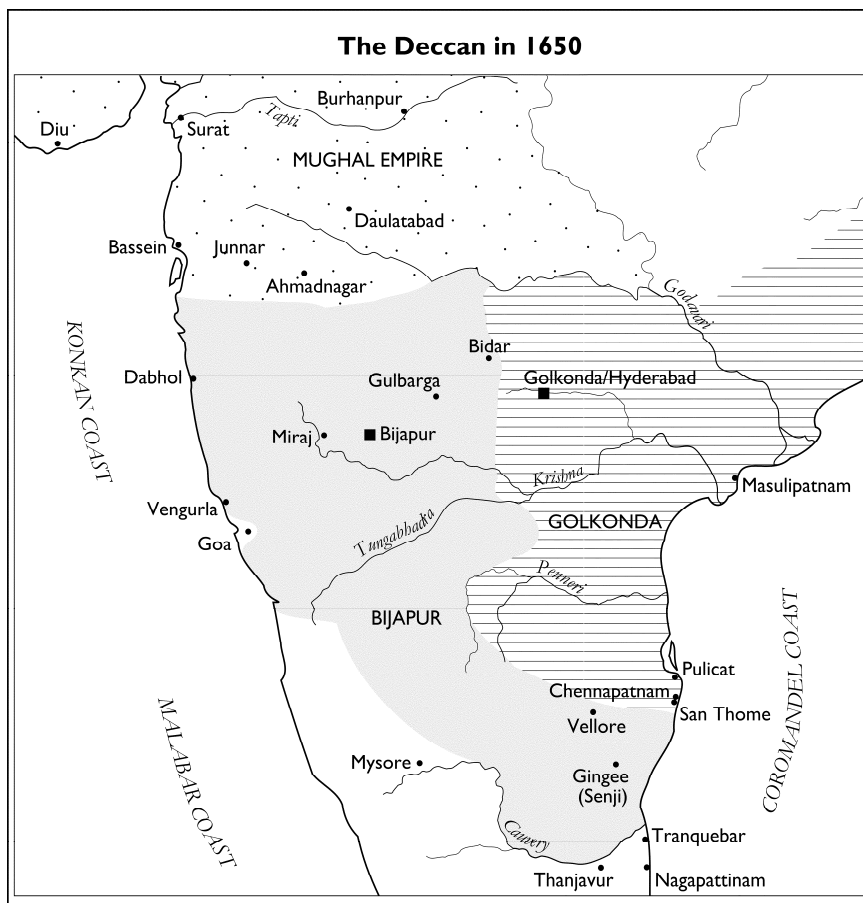 The Deccan in 1650
Burhanpur
Tapti
Surat
Diu
MUGHAL EMPIRE
Daulatabad
Bassein
Junnar
Ahmadnagar
Godavari
KONKAN COAST
Bidar
Dabhol
Gulbarga
Golkonda/Hyderabad
Miraj
Bijapur
Krishna
Masulipatnam
Vengurla
Goa
Tungabhadra
GOLKONDA
Penneri
BIJAPUR
COROMANDEL COAST
Pulicat
Chennapatnam
San Thome
Vellore
MALABAR COAST
Mysore
Gingee
(Senji)
Cauvery
Tranquebar
Thanjavur
Nagapattinam